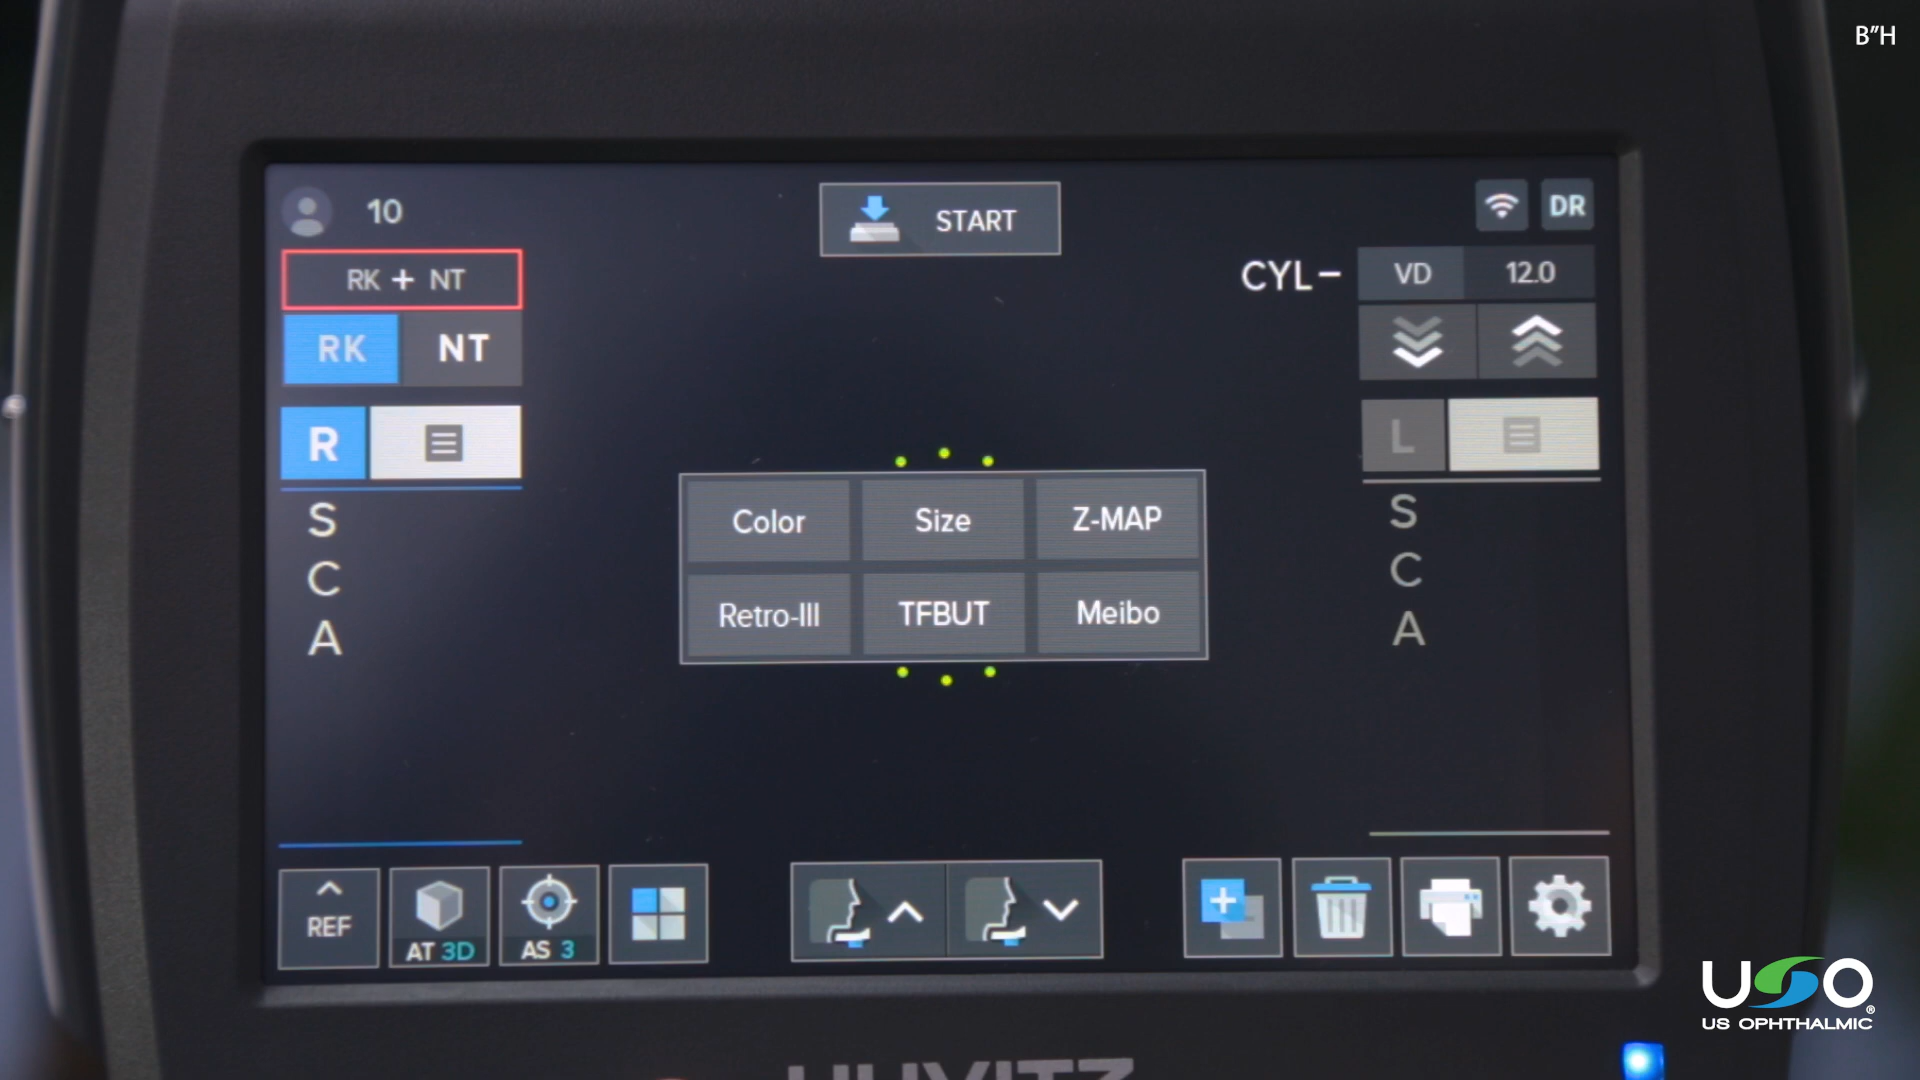 B"H
10
START
DR
RK + NT
CYL-
VD 12.0
RK NT
R
L
S
C
A
S
C
A
Color Size Z-MAP
Retro-III TFBUT Meibo
REF
AT 3D
AS 3
USO®
US OPHTHALMIC
HUVITZ